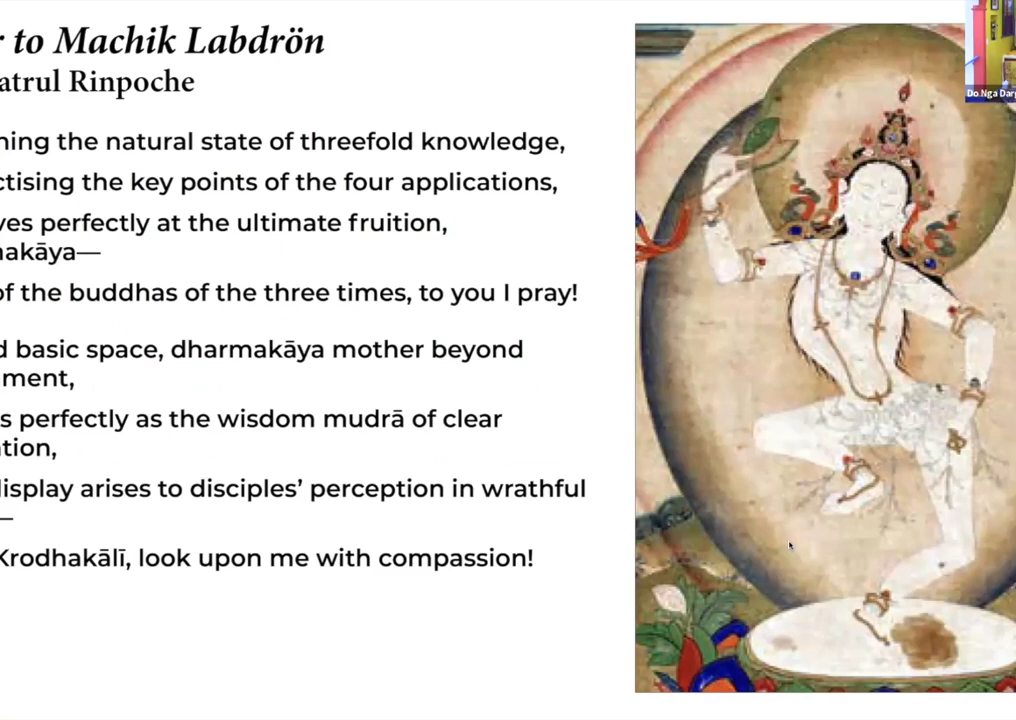 to Machik Labdrön
atrul Rinpoche
ning the natural state of threefold knowledge,
ctising the key points of the four applications,
ves perfectly at the ultimate fruition,
nakāya—
of the buddhas of the three times, to you I pray!
d basic space, dharmakāya mother beyond
ment,
s perfectly as the wisdom mudrā of clear
tion,
display arises to disciples’ perception in wrathful
—
Krodhakālī, look upon me with compassion!
Do Nga Darg